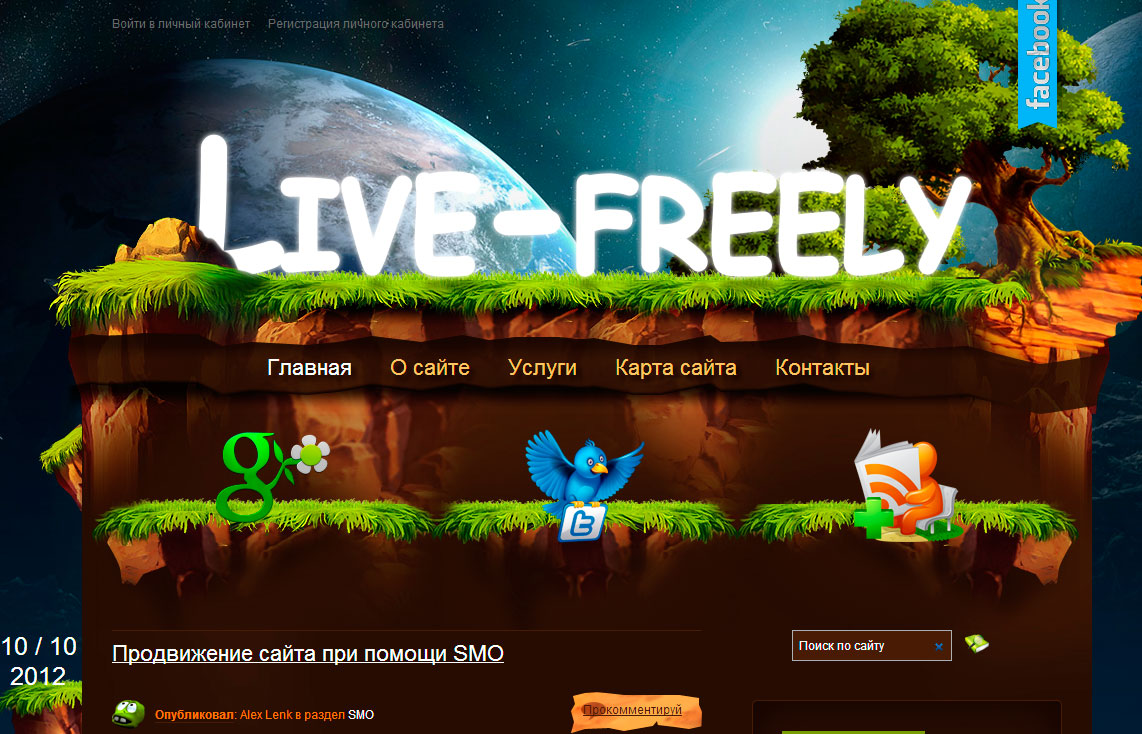 Войти в личный кабинет Регистрация личного кабинета
facebook
Live-freely
Главная О сайте Услуги Карта сайта Контакты
g
t
10 / 10
2012
Продвижение сайта при помощи SMO
Поиск по сайту
Опубликовал: Alex Lenk в раздел SMO
Прокомментируй